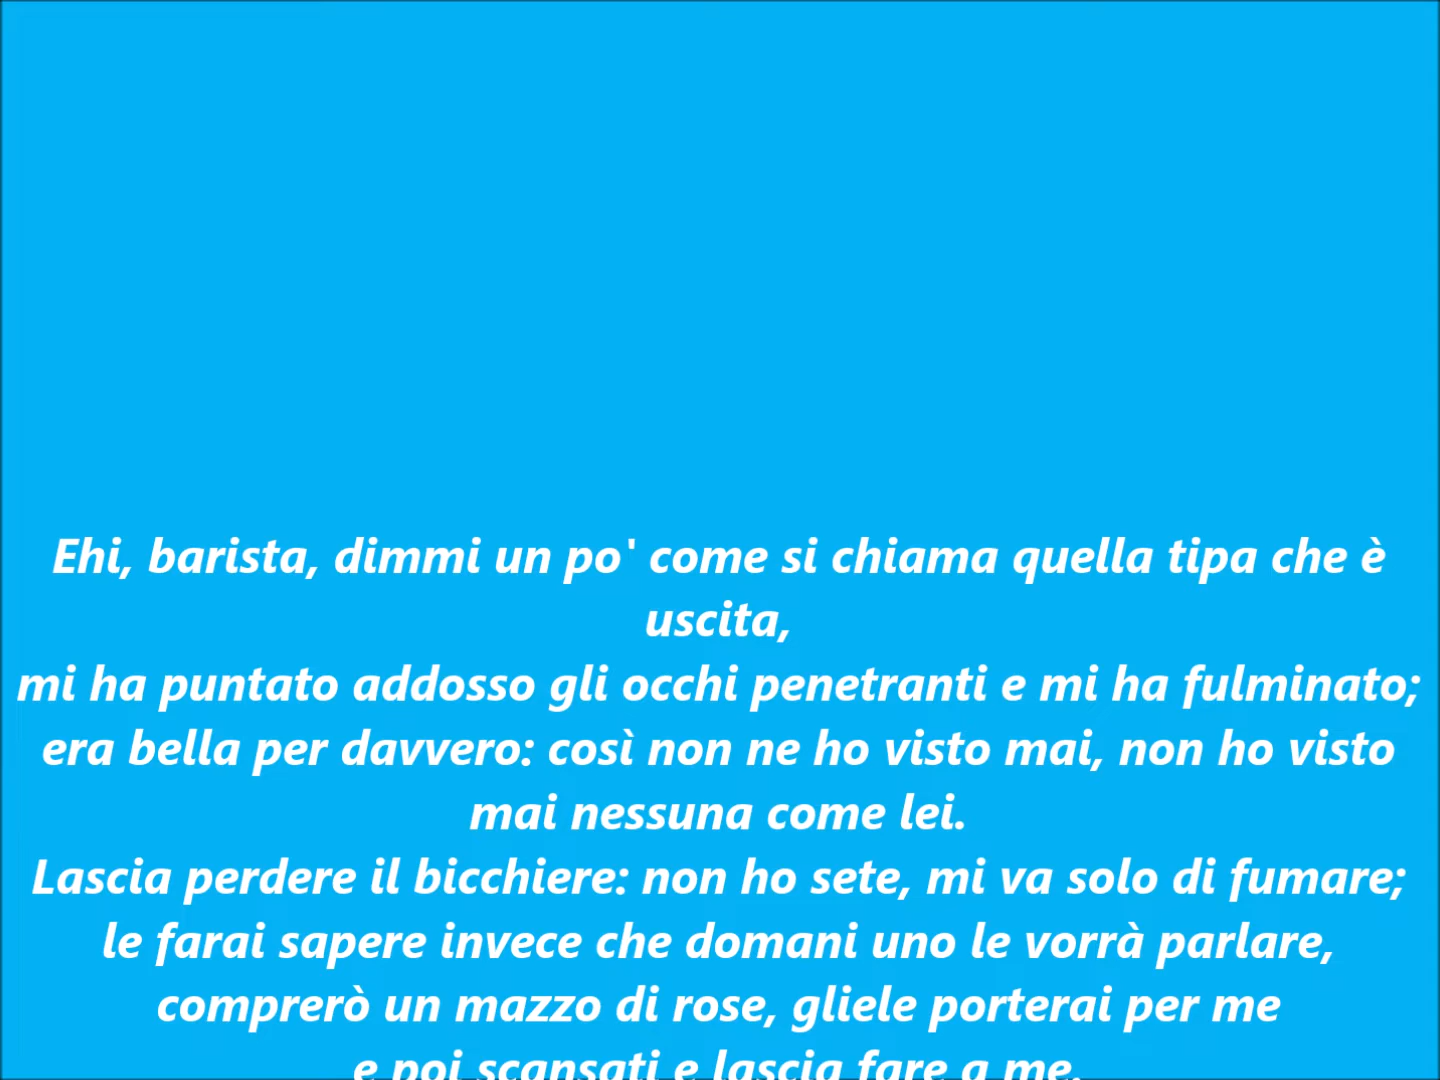 Ehi, barista, dimmi un po' come si chiama quella tipa che è
uscita,
mi ha puntato addosso gli occhi penetranti e mi ha fulminato;
era bella per davvero: così non ne ho visto mai, non ho visto
mai nessuna come lei.
Lascia perdere il bicchiere: non ho sete, mi va solo di fumare;
le farai sapere invece che domani uno le vorrà parlare,
comprerò un mazzo di rose, gliele porterai per me
e poi scansati e lascia fare a me.